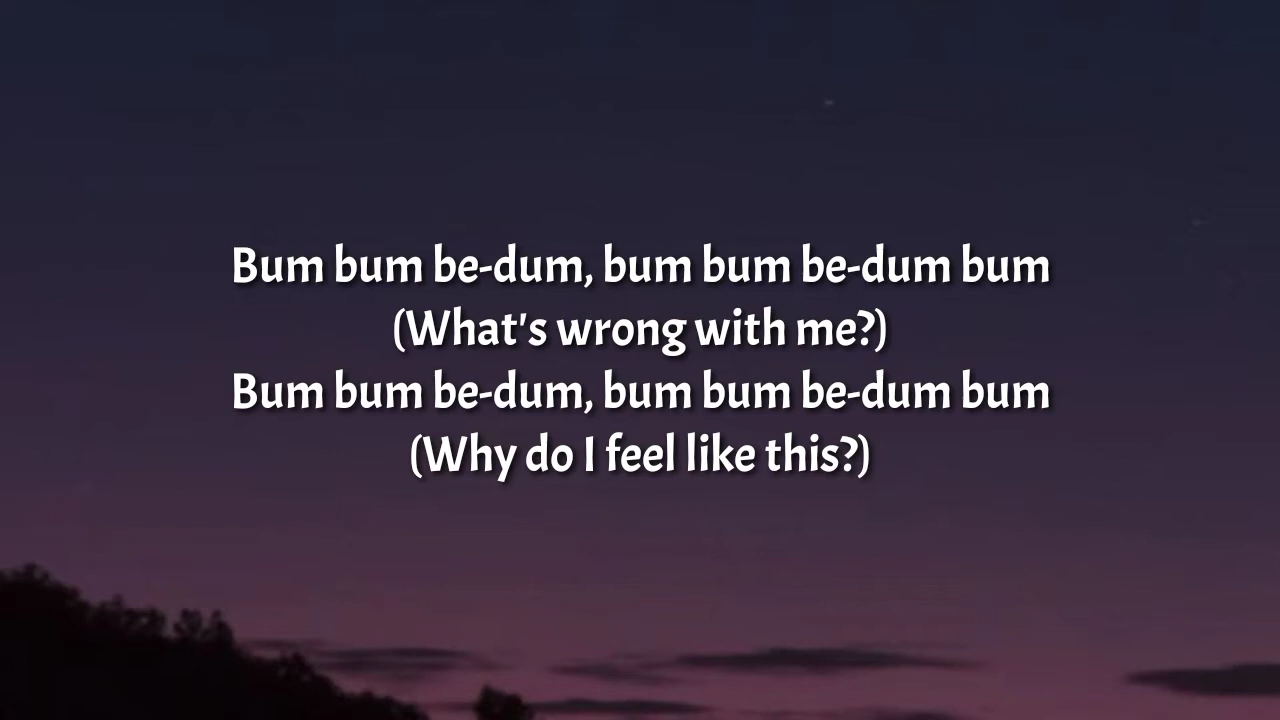 Bum bum be-dum, bum bum be-dum bum
(What's wrong with me?)
Bum bum be-dum, bum bum be-dum bum
(Why do I feel like this?)